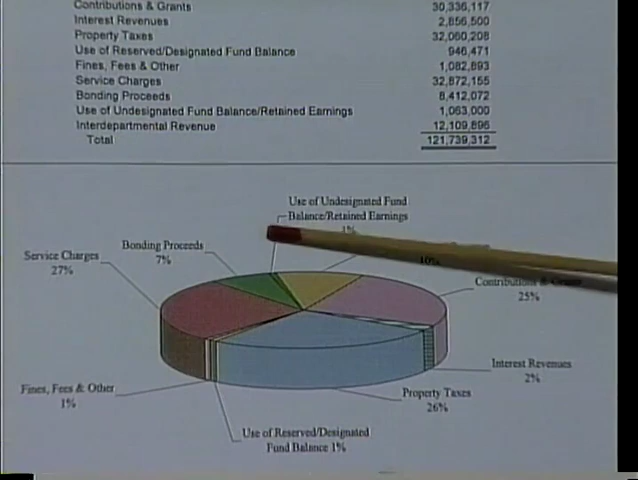 Contributions & Grants 30,336,117
Interest Revenues 2,856,500
Property Taxes 32,060,208
Use of Reserved/Designated Fund Balance 946,471
Fines, Fees & Other 1,082,893
Service Charges 32,872,155
Bonding Proceeds 8,412,072
Use of Undesignated Fund Balance/Retained Earnings 1,063,000
Interdepartmental Revenue 12,109,896
Total 121,739,312
Use of Undesignated Fund
Balance/Retained Earnings
1%
Bonding Proceeds
7%
Service Charges
27%
10%
Contributions &
25%
Interest Revenues
2%
Property Taxes
26%
Fines, Fees & Other
1%
Use of Reserved/Designated
Fund Balance 1%